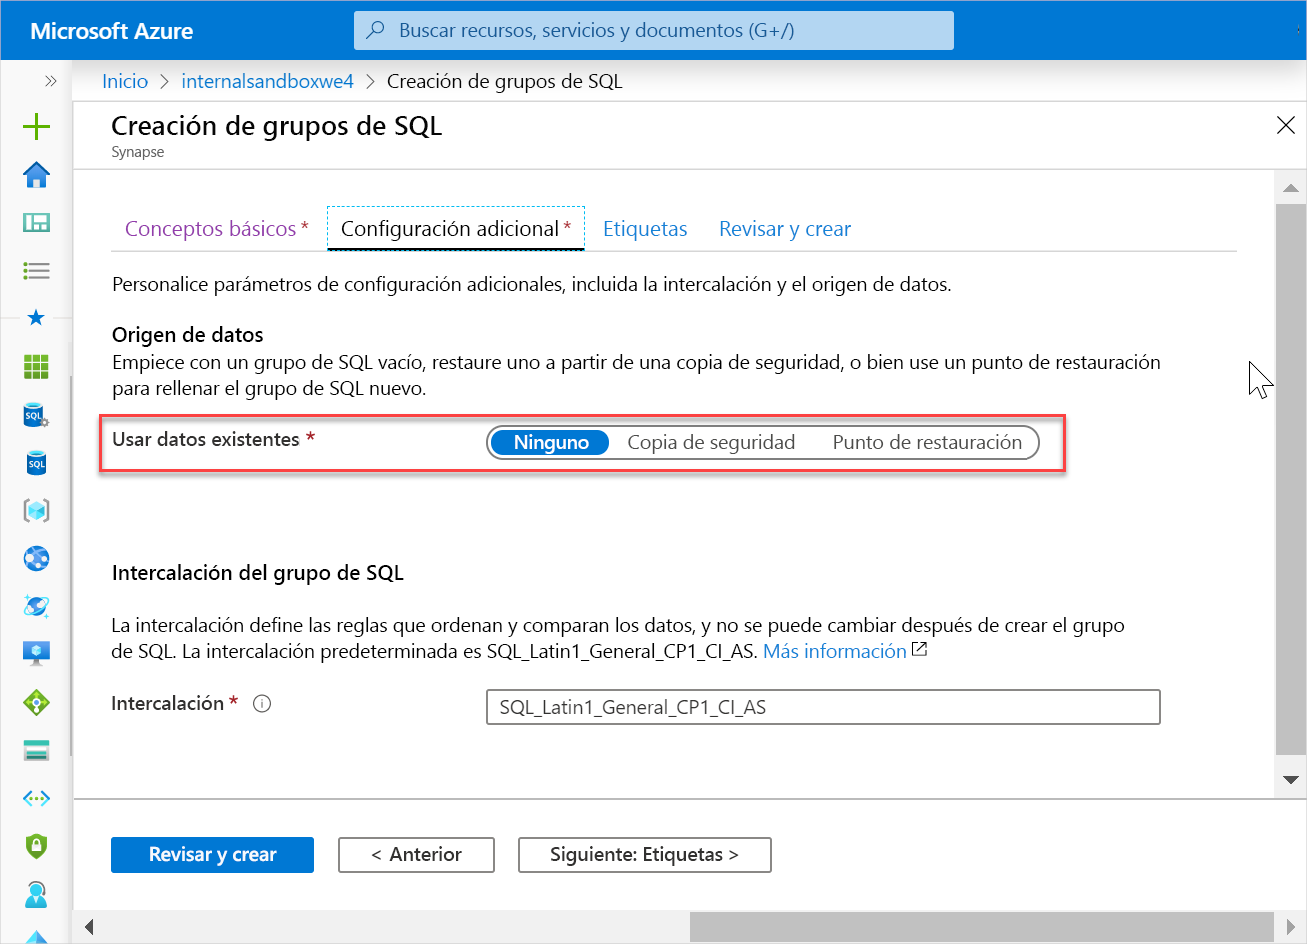 Microsoft Azure
Buscar recursos, servicios y documentos (G+/)
Inicio > internalsandboxwe4 > Creación de grupos de SQL
Creación de grupos de SQL
Synapse
Conceptos básicos *
Configuración adicional *
Etiquetas
Revisar y crear
Personalice parámetros de configuración adicionales, incluida la intercalación y el origen de datos.
Origen de datos
Empiece con un grupo de SQL vacío, restaure uno a partir de una copia de seguridad, o bien use un punto de restauración
para rellenar el grupo de SQL nuevo.
Usar datos existentes *
Ninguno
Copia de seguridad
Punto de restauración
Intercalación del grupo de SQL
La intercalación define las reglas que ordenan y comparan los datos, y no se puede cambiar después de crear el grupo
de SQL. La intercalación predeterminada es SQL_Latin1_General_CP1_CI_AS. Más información
Intercalación *
SQL_Latin1_General_CP1_CI_AS
Revisar y crear
< Anterior
Siguiente: Etiquetas >
SQL
SQL